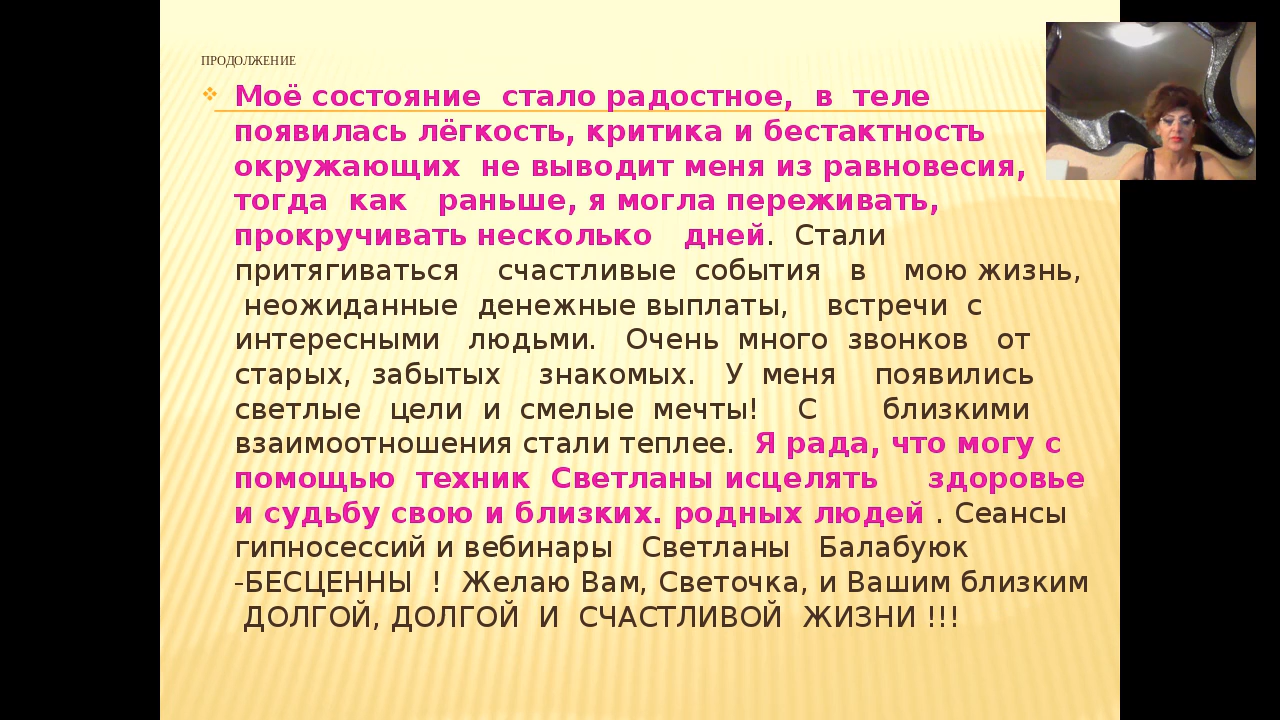 ПРОДОЛЖЕНИЕ
Моё состояние стало радостное, в теле
появилась лёгкость, критика и бестактность
окружающих не выводит меня из равновесия,
тогда как раньше, я могла переживать,
прокручивать несколько дней. Стали
притягиваться счастливые события в мою жизнь,
неожиданные денежные выплаты, встречи с
интересными людьми. Очень много звонков от
старых, забытых знакомых. У меня появились
светлые цели и смелые мечты! С близкими
взаимоотношения стали теплее. Я рада, что могу с
помощью техник Светланы исцелять здоровье
и судьбу свою и близких. родных людей . Сеансы
гипносессий и вебинары Светланы Балабуюк
-БЕСЦЕННЫ ! Желаю Вам, Светочка, и Вашим близким
ДОЛГОЙ, ДОЛГОЙ И СЧАСТЛИВОЙ ЖИЗНИ !!!